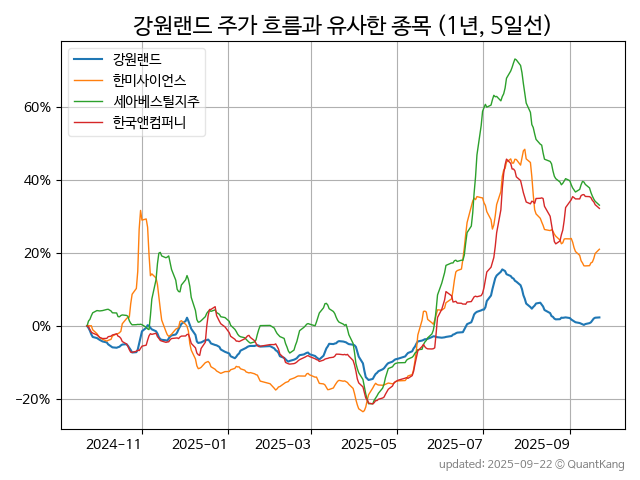 강원랜드 주가 흐름과 유사한 종목 (1년, 5일선)
강원랜드
한미사이언스
세아베스틸지주
한국앤컴퍼니
60%
40%
20%
0%
−20%
2024-11 2025-01 2025-03 2025-05 2025-07 2025-09
updated: 2025-09-22 © QuantKang